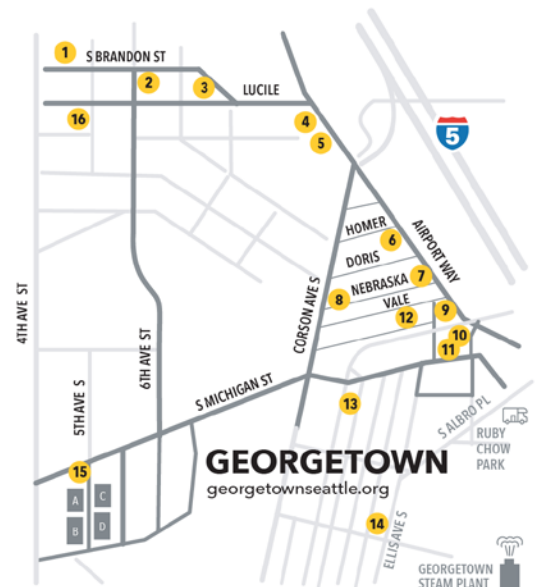 1
S BRANDON ST
2
3
LUCILE
16
4
5
5
HOMER
6
AIRPORT WAY
DORIS
7
NEBRASKA
8
VALE
9
12
10
11
CORSON AVE S
4TH AVE ST
6TH AVE ST
5TH AVE S
S MICHIGAN ST
13
S ALBRO PL
RUBY
CHOW
PARK
GEORGETOWN
georgetownseattle.org
15
A
C
B
D
14
ELLIS AVE S
GEORGETOWN
STEAM PLANT